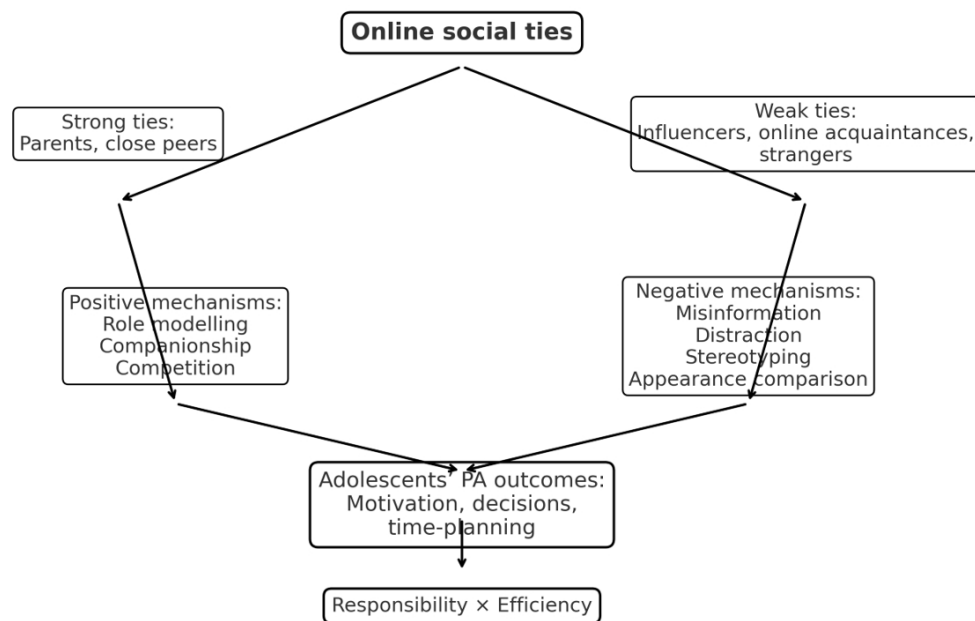 Online social ties
Strong ties:
Parents, close peers
Weak ties:
Influencers, online acquaintances,
strangers
Positive mechanisms:
Role modelling
Companionship
Competition
Negative mechanisms:
Misinformation
Distraction
Stereotyping
Appearance comparison
Adolescents’ PA outcomes:
Motivation, decisions,
time-planning
Responsibility × Efficiency